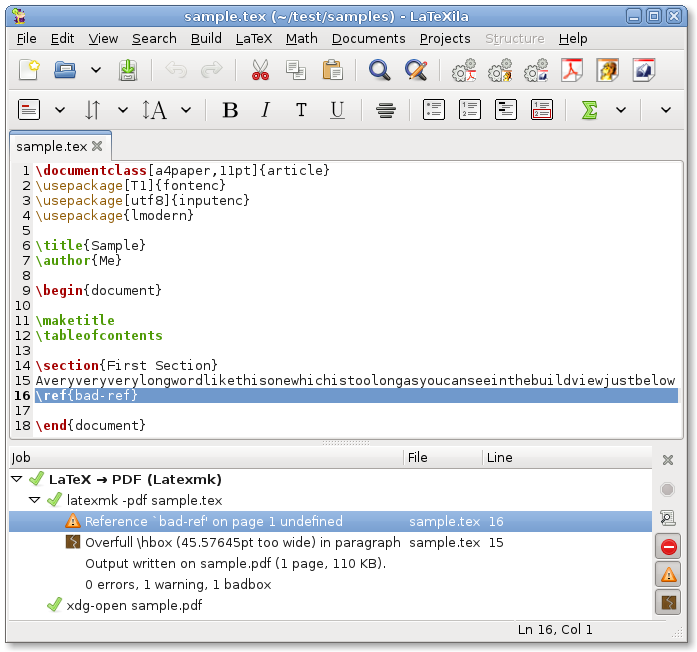 sample.tex (~/test/samples) - LaTeXila
File Edit View Search Build LaTeX Math Documents Projects Structure Help
B I T U
sample.tex
1 \documentclass[a4paper,11pt]{article}
2 \usepackage[T1]{fontenc}
3 \usepackage[utf8]{inputenc}
4 \usepackage{lmodern}
5
6 \title{Sample}
7 \author{Me}
8
9 \begin{document}
10
11 \maketitle
12 \tableofcontents
13
14 \section{First Section}
15 Averyveryverylongwordlikethisonewhichistoolongasyoucanseeinthebuildviewjustbelow
16 \ref{bad-ref}
17
18 \end{document}
Job File Line
LaTeX → PDF (Latexmk)
latexmk -pdf sample.tex
Reference `bad-ref' on page 1 undefined sample.tex 16
Overfull \hbox (45.57645pt too wide) in paragraph sample.tex 15
Output written on sample.pdf (1 page, 110 KB).
0 errors, 1 warning, 1 badbox
xdg-open sample.pdf
Ln 16, Col 1